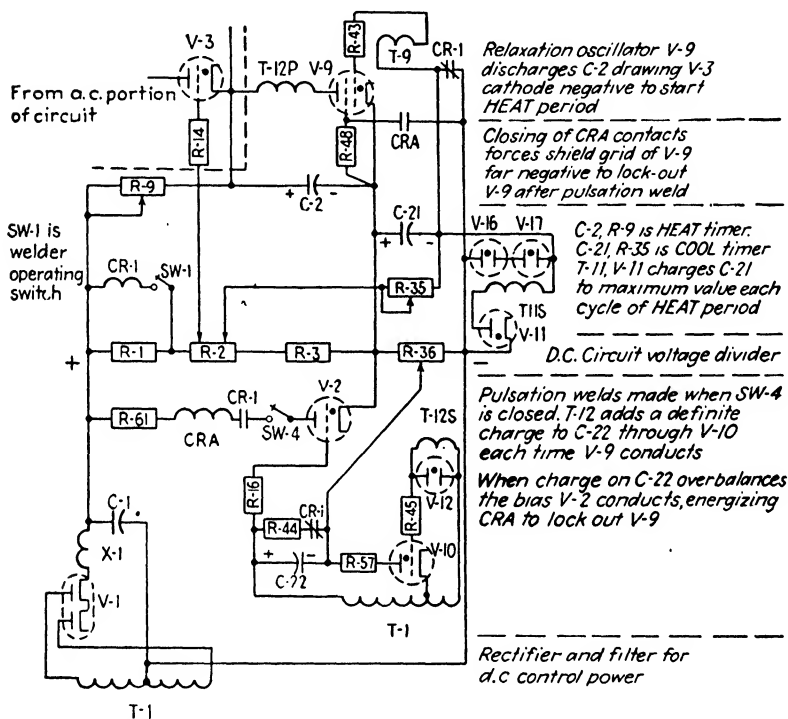 V-3
T-12P
V-9
R-43
T-9
CR-1
From a.c. portion
of circuit
R-14
R-48
CRA
Relaxation oscillator V-9
discharges C-2 drawing V-3
cathode negative to start
HEAT period
Closing of CRA contacts
forces shield grid of V-9
far negative to lock-out
V-9 after pulsation weld
R-9
+ -
C-2
C-21
+ -
V-16
V-17
SW-1 is
welder
operating
switch
CR-1
SW-1
R-35
T11S
V-11
C-2, R-9 is HEAT timer.
C-21, R-35 is COOL timer
T-11, V-11 charges C-21
to maximum value each
cycle of HEAT period
+
R-1
R-2
R-3
R-36
-
D.C. Circuit voltage divider
R-61
CRA
CR-1
SW-4
V-2
T-12S
V-12
R-16
R-44
CR-1
R-45
+ -
C-22
R-57
V-10
T-1
Pulsation welds made when SW-4
is closed. T-12 adds a definite
charge to C-22 through V-10
each time V-9 conducts
When charge on C-22 overbalances
the bias V-2 conducts, energizing
CRA to lock out V-9
C-1
X-1
V-1
T-1
Rectifier and filter for
d.c control power